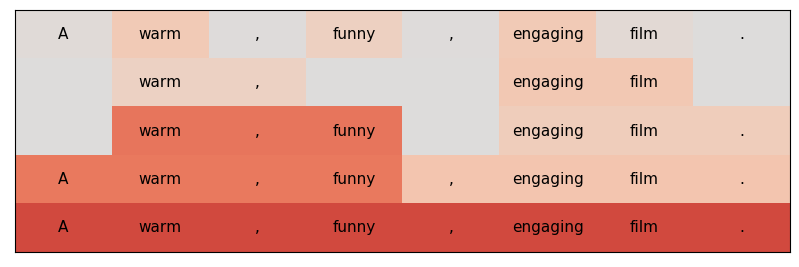 A warm , funny , engaging film .
warm , engaging film
warm , funny engaging film .
A warm , funny , engaging film .
A warm , funny , engaging film .